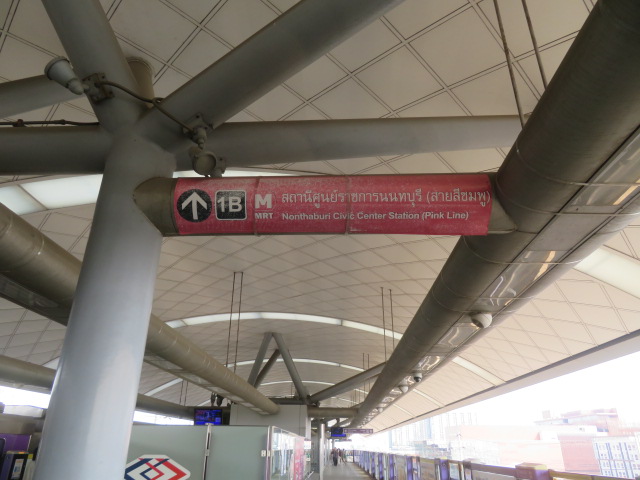 1B
M
MRT
สถานีศูนย์ราชการนนทบุรี (สายสีชมพู)
Nonthaburi Civic Center Station (Pink Line)